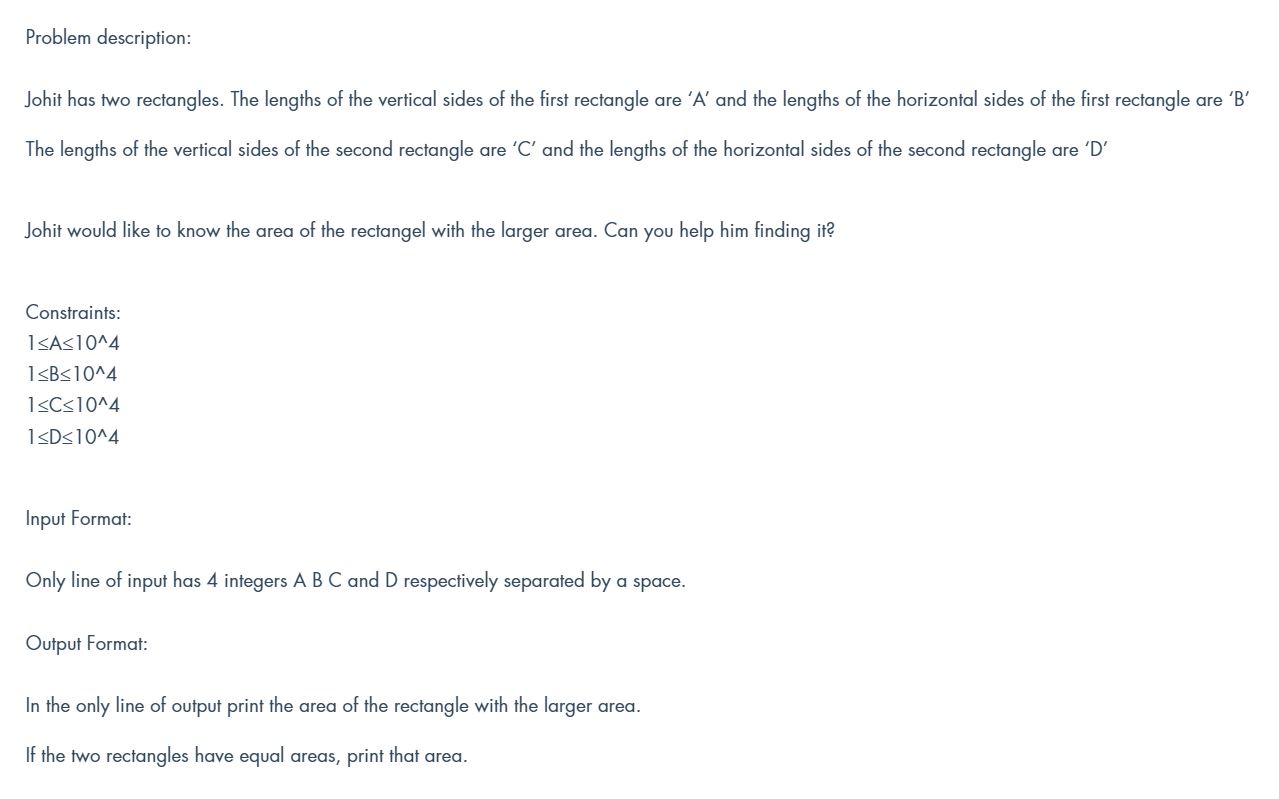 Problem description:
Johit has two rectangles. The lengths of the vertical sides of the first rectangle are ‘A’ and the lengths of the horizontal sides of the first rectangle are ‘B’
The lengths of the vertical sides of the second rectangle are ‘C’ and the lengths of the horizontal sides of the second rectangle are ‘D’
Johit would like to know the area of the rectangel with the larger area. Can you help him finding it?
Constraints:
1≤A≤10^4
1≤B≤10^4
1≤C≤10^4
1≤D≤10^4
Input Format:
Only line of input has 4 integers A B C and D respectively separated by a space.
Output Format:
In the only line of output print the area of the rectangle with the larger area.
If the two rectangles have equal areas, print that area.